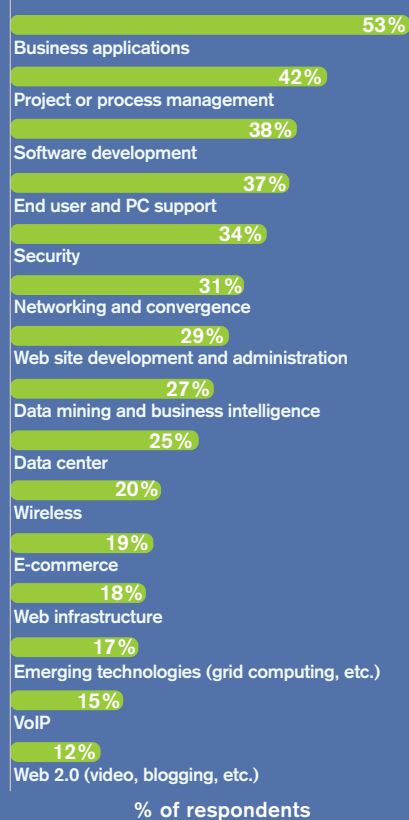 53%
Business applications
42%
Project or process management
38%
Software development
37%
End user and PC support
34%
Security
31%
Networking and convergence
29%
Web site development and administration
27%
Data mining and business intelligence
25%
Data center
20%
Wireless
19%
E-commerce
18%
Web infrastructure
17%
Emerging technologies (grid computing, etc.)
15%
VoIP
12%
Web 2.0 (video, blogging, etc.)
% of respondents